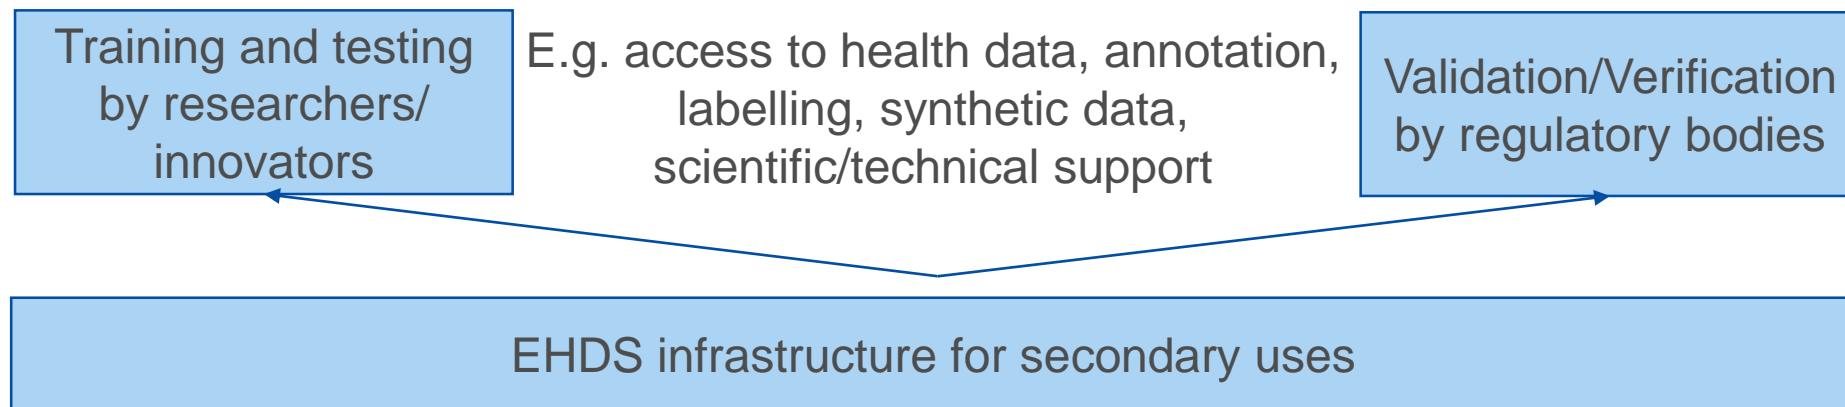 Training and testing
by researchers/
innovators
E.g. access to health data, annotation,
labelling, synthetic data,
scientific/technical support
Validation/Verification
by regulatory bodies
EHDS infrastructure for secondary uses